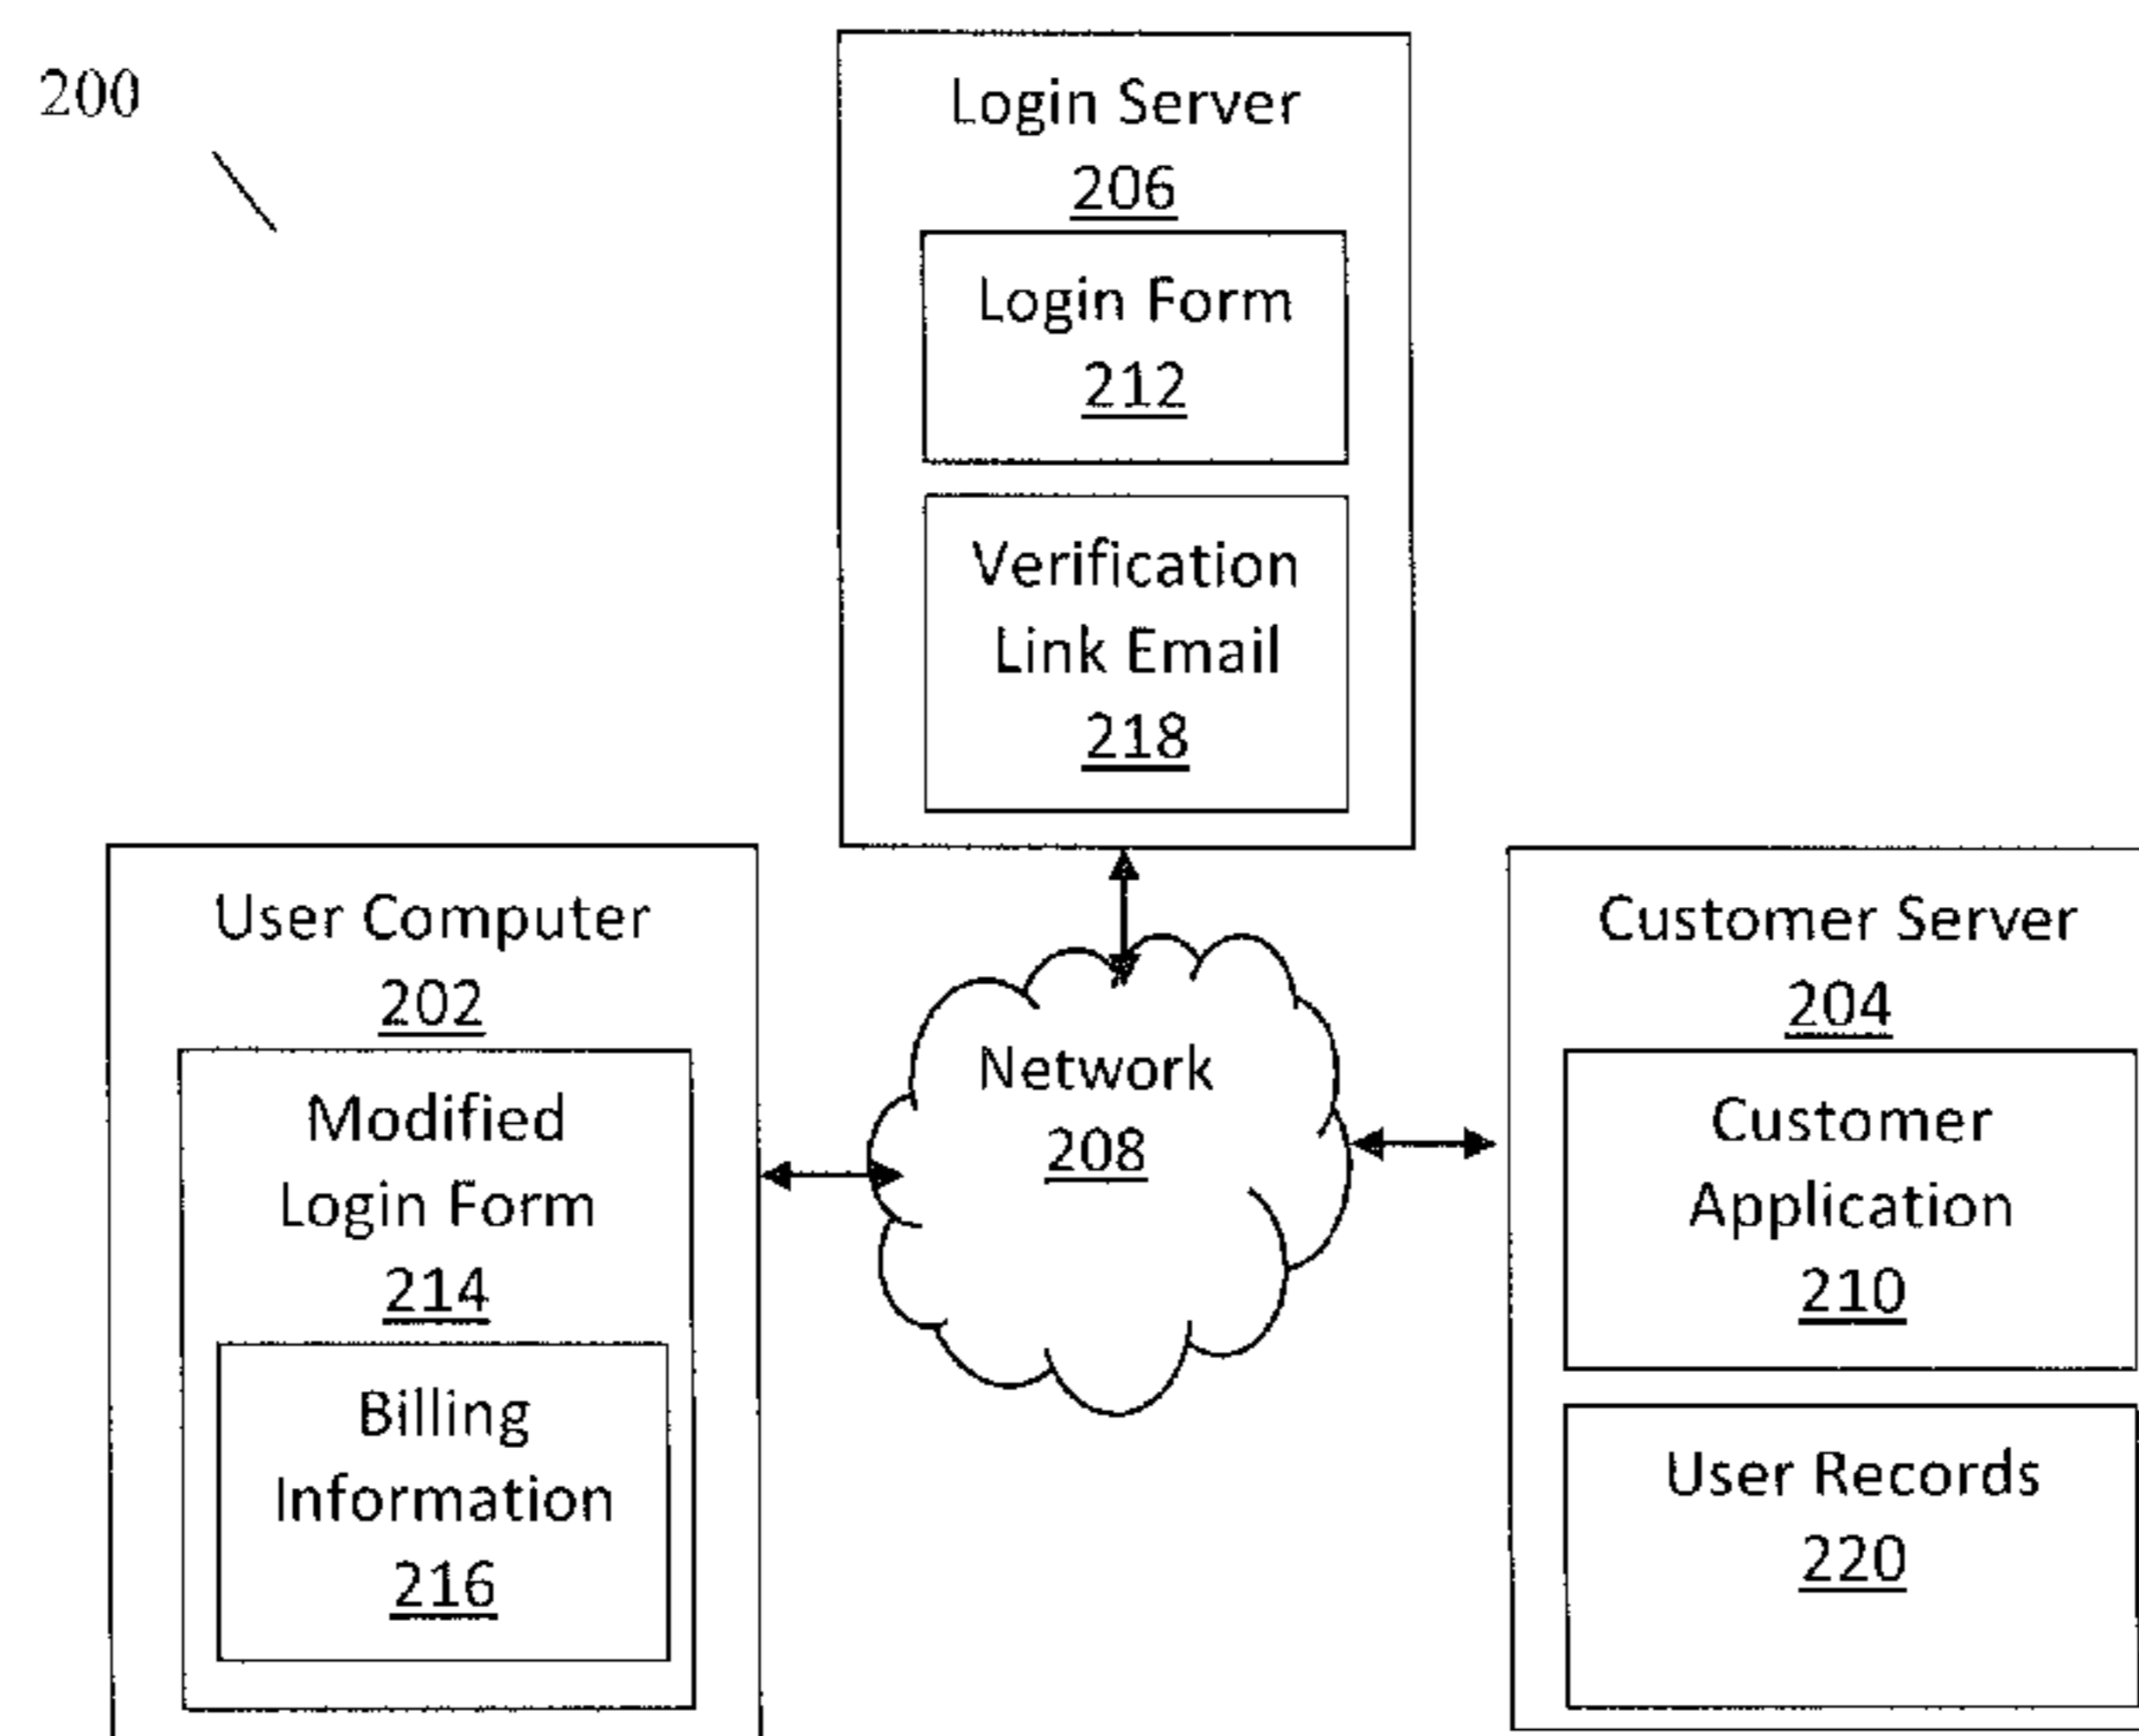 200
Login Server
206
Login Form
212
Verification
Link Email
218
User Computer
202
Modified
Login Form
214
Billing
Information
216
Network
208
Customer Server
204
Customer
Application
210
User Records
220